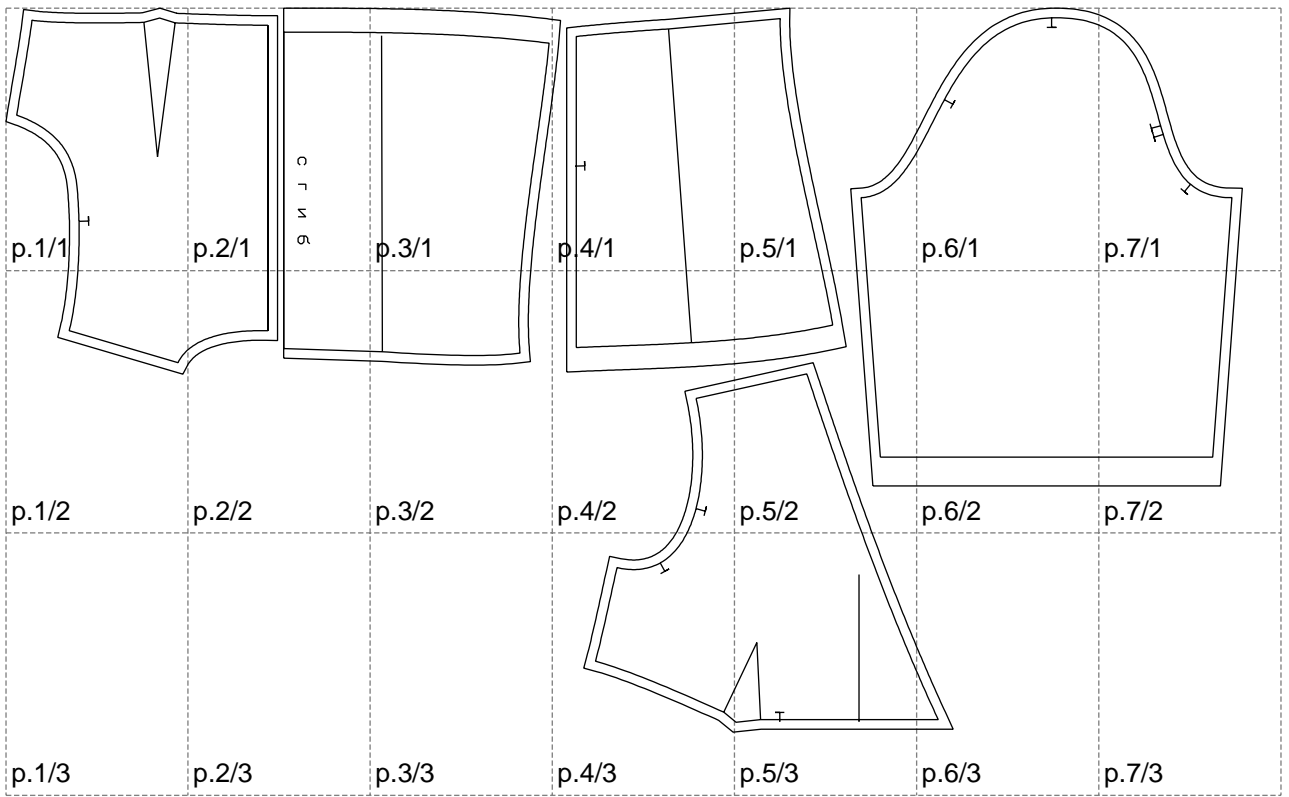 сгиб
p.1/1 p.2/1 p.3/1 p.4/1 p.5/1 p.6/1 p.7/1
p.1/2 p.2/2 p.3/2 p.4/2 p.5/2 p.6/2 p.7/2
p.1/3 p.2/3 p.3/3 p.4/3 p.5/3 p.6/3 p.7/3